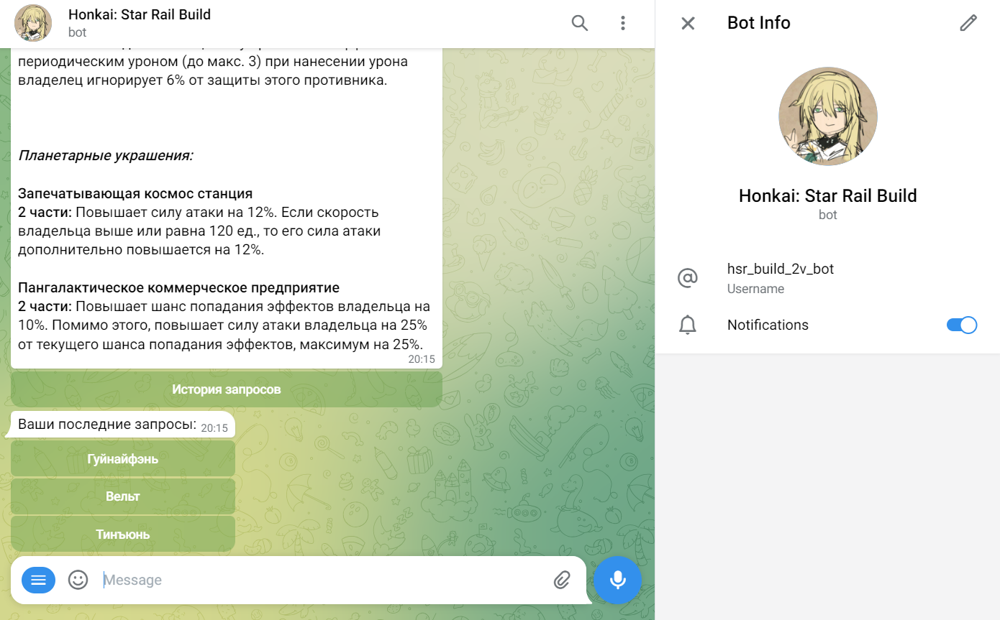 Honkai: Star Rail Build
bot
периодическим уроном (до макс. 3) при нанесении урона
владелец игнорирует 6% от защиты этого противника.
Планетарные украшения:
Запечатывающая космос станция
2 части: Повышает силу атаки на 12%. Если скорость
владельца выше или равна 120 ед., то его сила атаки
дополнительно повышается на 12%.
Пангалактическое коммерческое предприятие
2 части: Повышает шанс попадания эффектов владельца на
10%. Помимо этого, повышает силу атаки владельца на 25%
от текущего шанса попадания эффектов, максимум на 25%.
20:15
История запросов
Ваши последние запросы: 20:15
Гуйнайфэнь
Вельт
Тинъюнь
Message
Bot Info
Honkai: Star Rail Build
bot
hsr_build_2v_bot
Username
Notifications